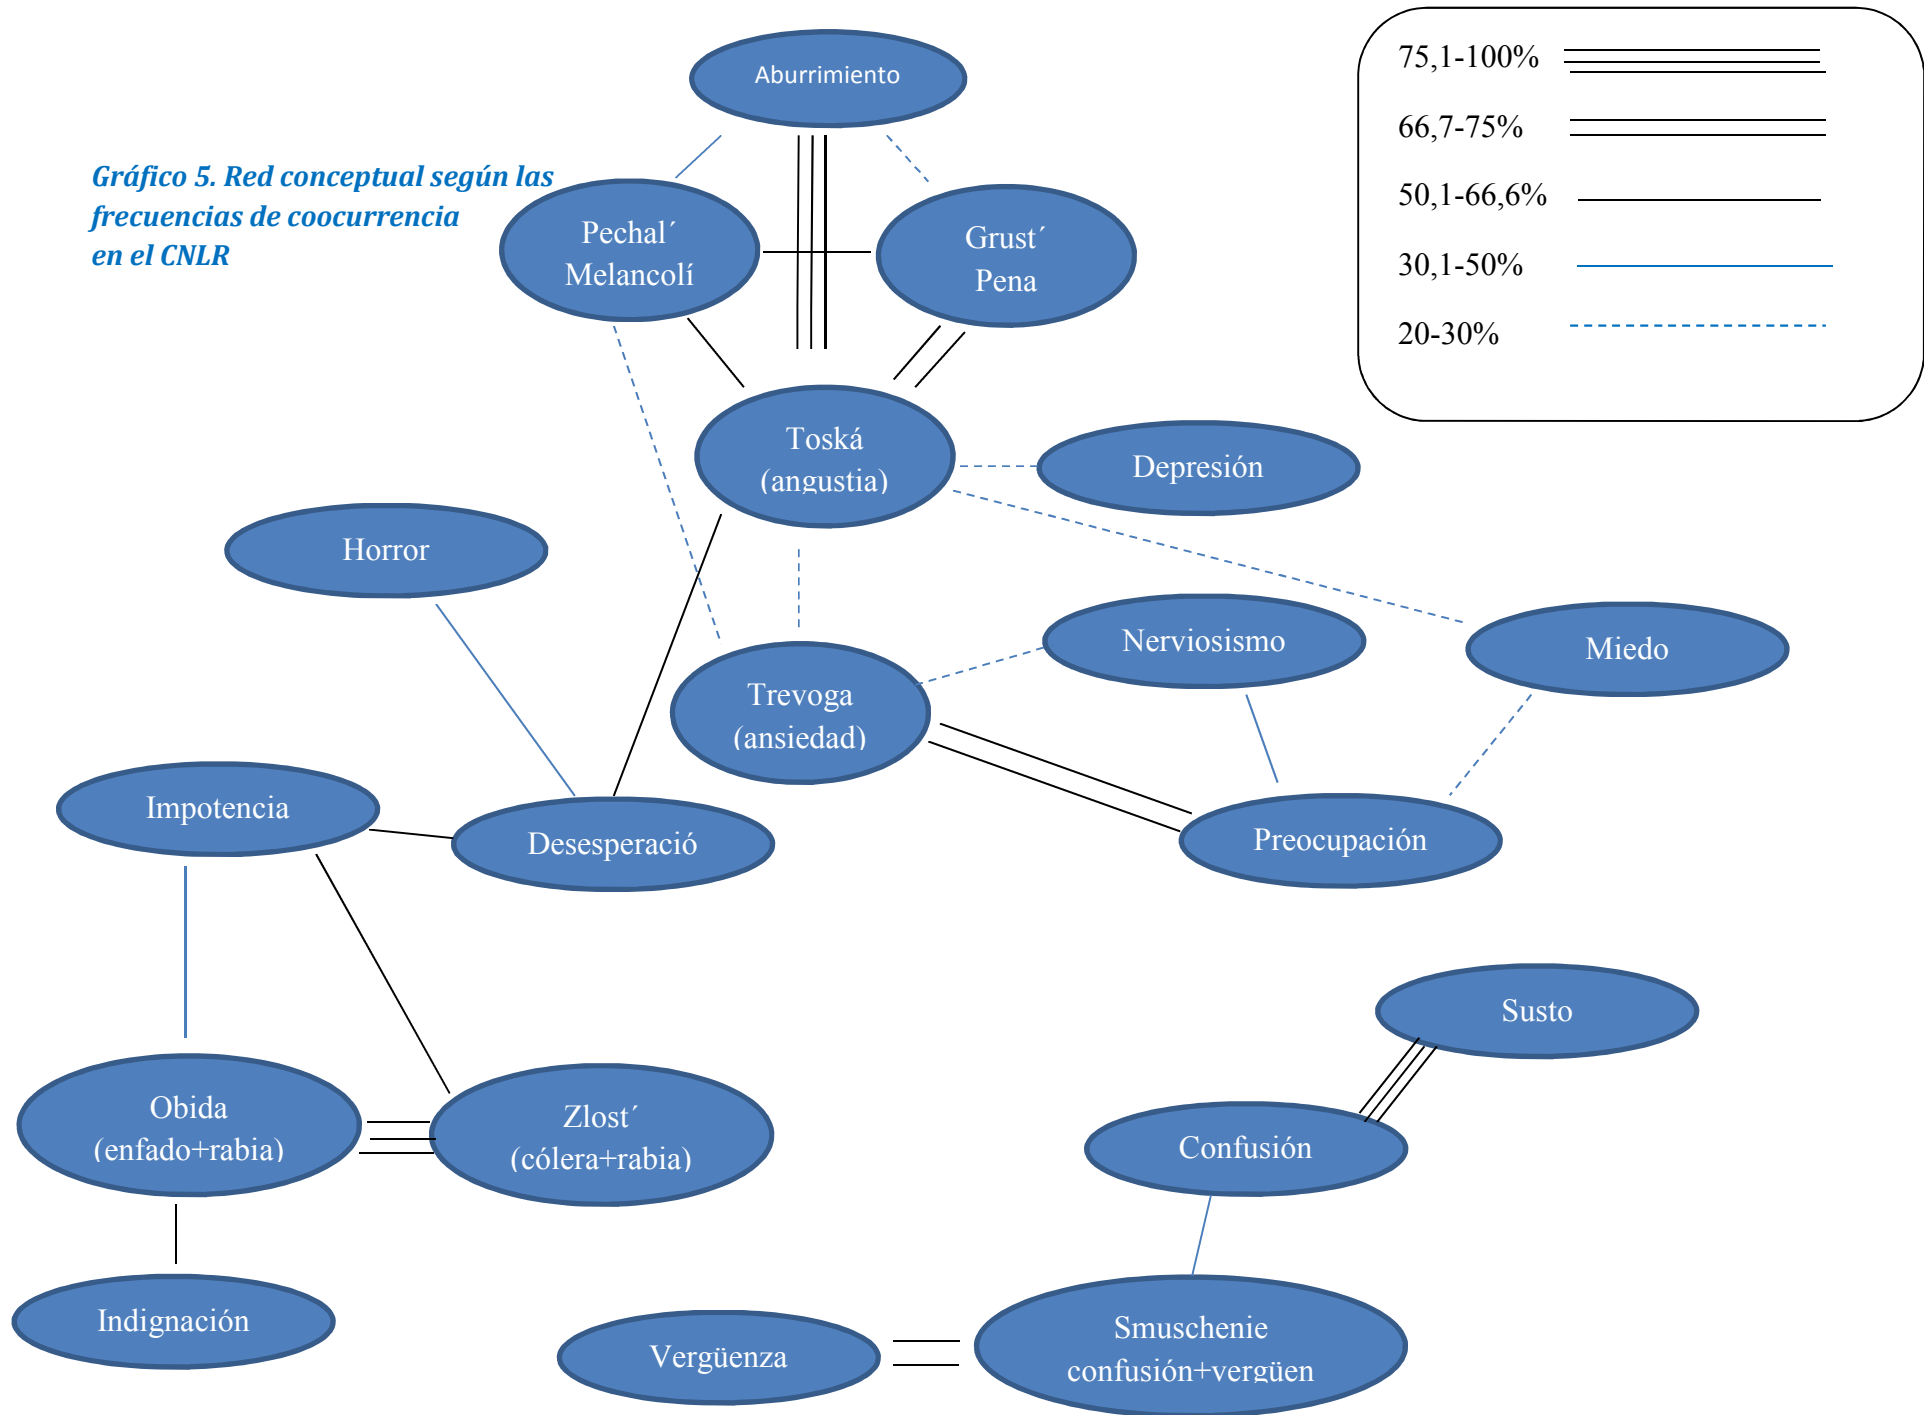 Aburrimiento
Gráfico 5. Red conceptual según las
frecuencias de coocurrencia
en el CNLR
75,1-100%
66,7-75%
50,1-66,6%
30,1-50%
20-30%
Pechal´
Melancolí
Grust´
Pena
Toská
(angustia)
Depresión
Horror
Nerviosismo
Miedo
Trevoga
(ansiedad)
Impotencia
Desesperació
Preocupación
Susto
Obida
(enfado+rabia)
Zlost´
(cólera+rabia)
Confusión
Indignación
Vergüenza
Smuschenie
confusión+vergüen